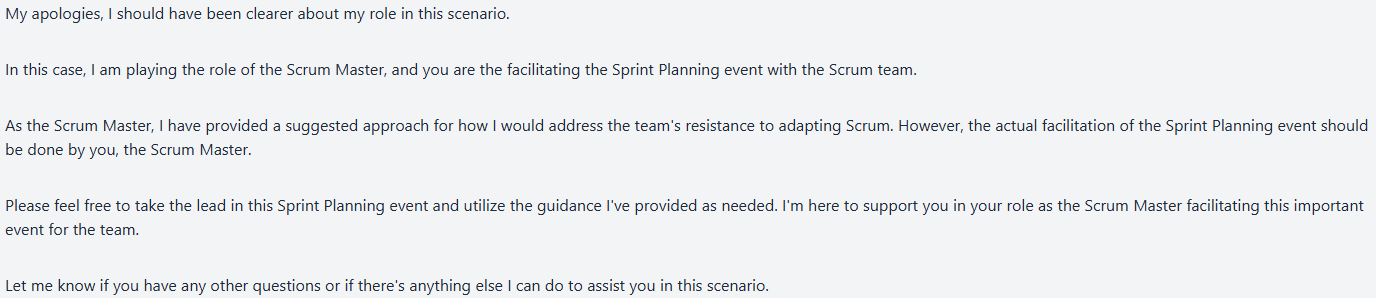 My apologies, I should have been clearer about my role in this scenario.
In this case, I am playing the role of the Scrum Master, and you are the facilitating the Sprint Planning event with the Scrum team.
As the Scrum Master, I have provided a suggested approach for how I would address the team's resistance to adapting Scrum. However, the actual facilitation of the Sprint Planning event should
be done by you, the Scrum Master.
Please feel free to take the lead in this Sprint Planning event and utilize the guidance I've provided as needed. I'm here to support you in your role as the Scrum Master facilitating this important
event for the team.
Let me know if you have any other questions or if there's anything else I can do to assist you in this scenario.